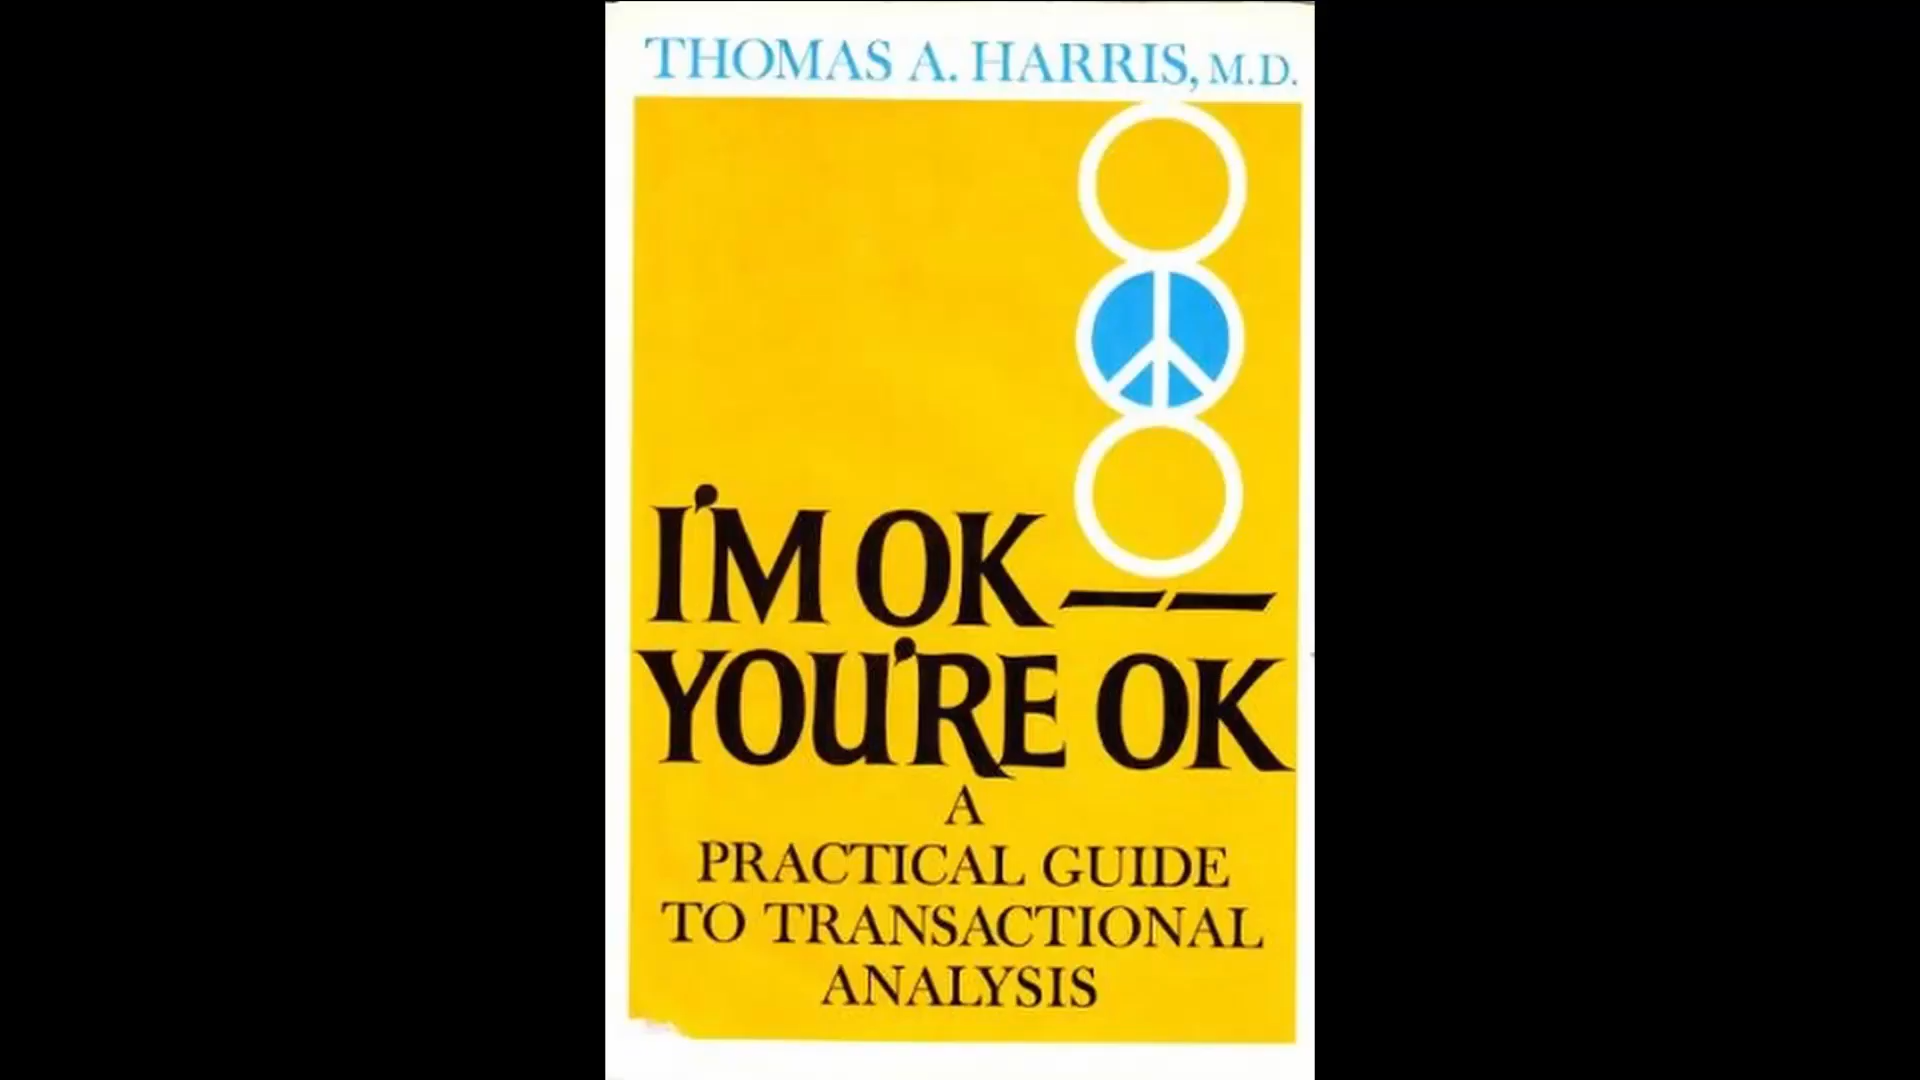 THOMAS A. HARRIS, M.D.
I'M OK——
YOU'RE OK
A
PRACTICAL GUIDE
TO TRANSACTIONAL
ANALYSIS